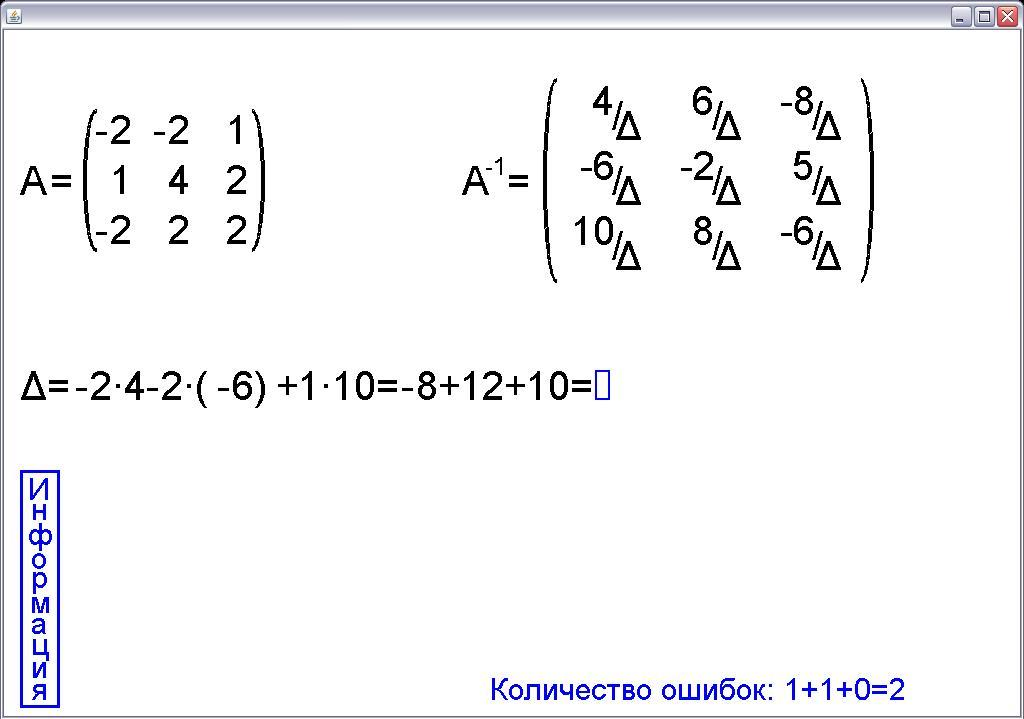 -2 -2 1
4/Δ 6/Δ -8/Δ
A= 1 4 2
A⁻¹= -6/Δ -2/Δ 5/Δ
-2 2 2
10/Δ 8/Δ -6/Δ
Δ=-2·4-2·( -6) +1·10=-8+12+10=
Информация
Количество ошибок: 1+1+0=2